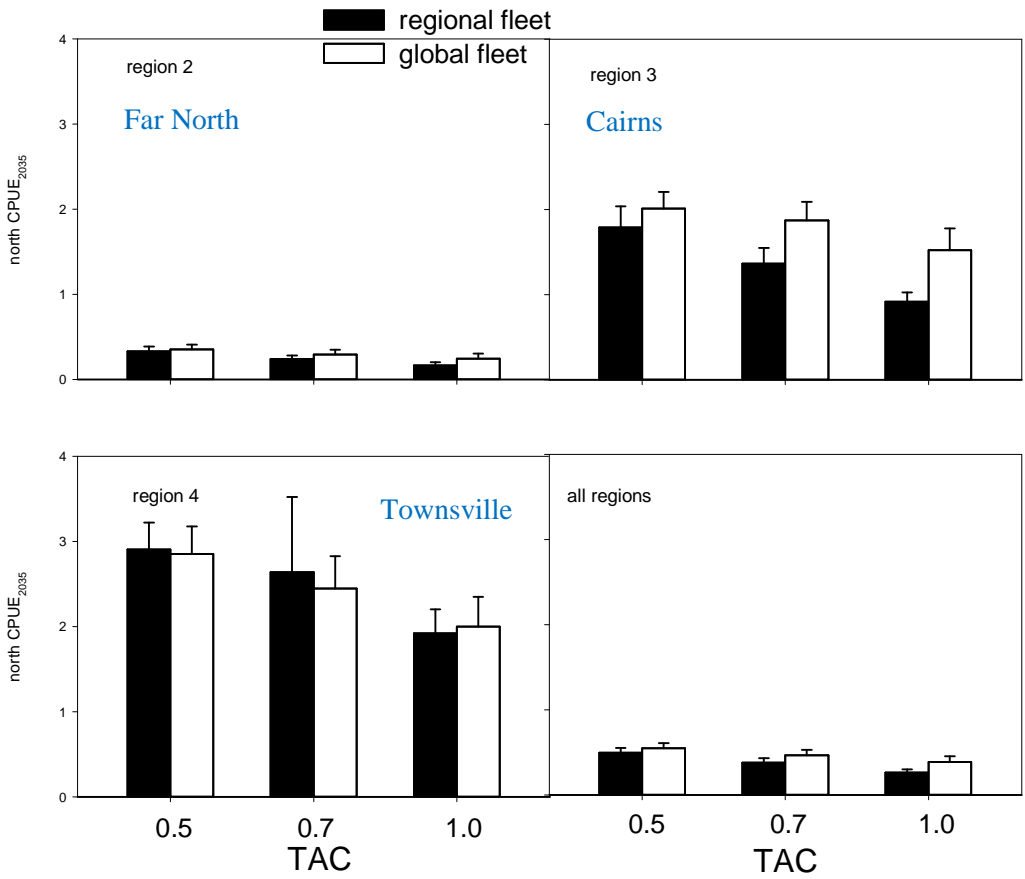 regional fleet
global fleet
4
3
2
1
0
north CPUE2035
region 2
Far North
region 3
Cairns
4
3
2
1
0
north CPUE2035
region 4
Townsville
all regions
0.5 0.7 1.0
TAC
0.5 0.7 1.0
TAC